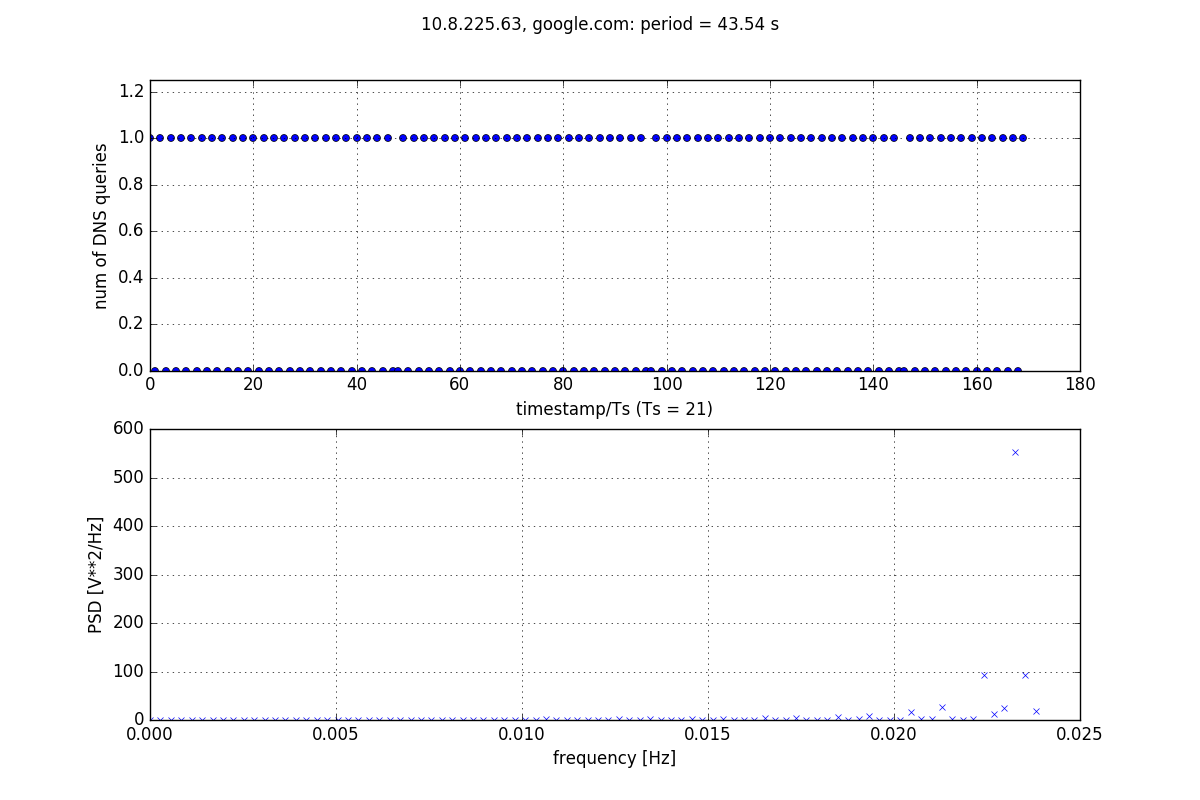 10.8.225.63, google.com: period = 43.54 s
1.2
1.0
0.8
0.6
0.4
0.2
0.0
num of DNS queries
0 20 40 60 80 100 120 140 160 180
timestamp/Ts (Ts = 21)
600
500
400
300
200
100
0
PSD [V**2/Hz]
0.000 0.005 0.010 0.015 0.020 0.025
frequency [Hz]